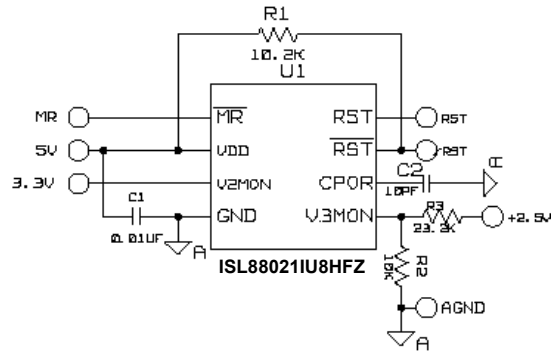 R1
10.2K
U1
MR
MR
RST
RST
5V
VDD
RST
RST
C2
3.3V
V2MON
CPOR
10PF
A
C1
GND
V3MON
R3
+2.5V
0.01UF
A
23.2K
ISL88021IU8HFZ
R2
10K
AGND
A